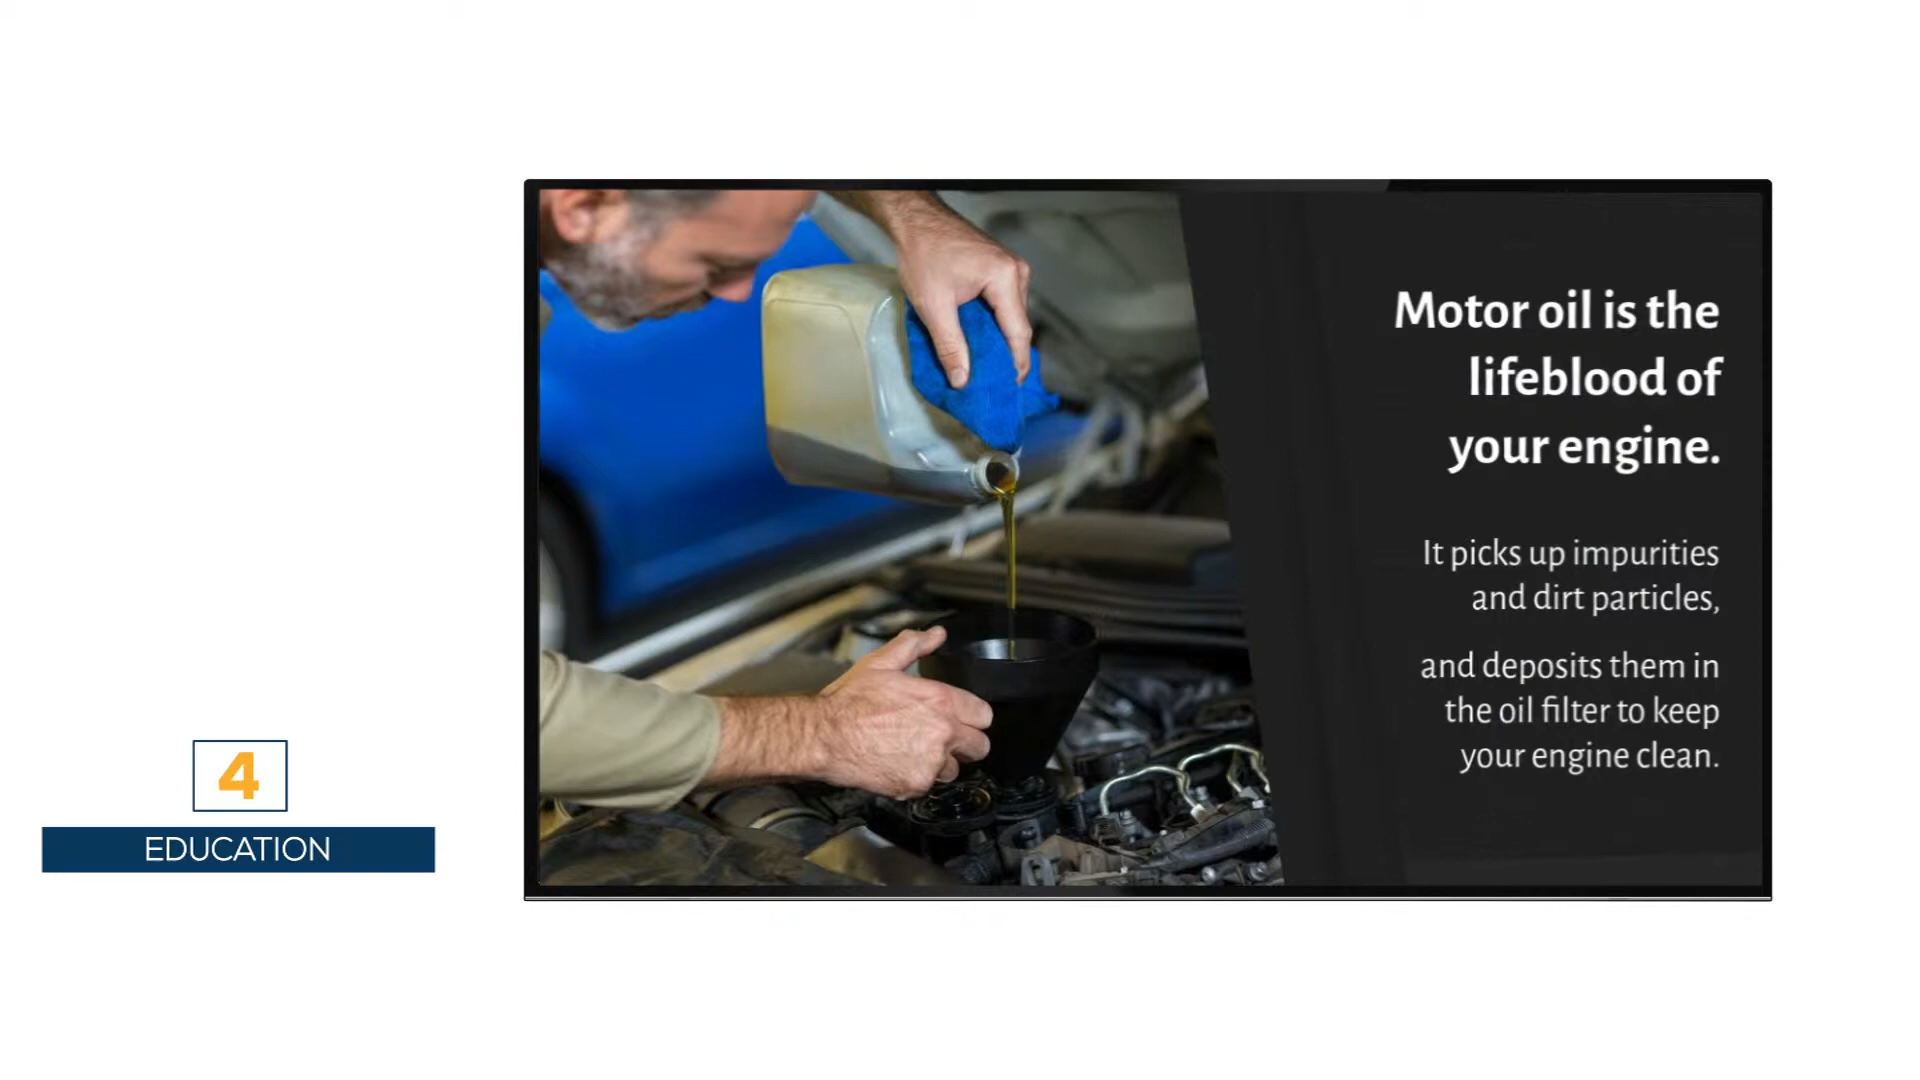 4
EDUCATION
Motor oil is the
lifeblood of
your engine.
It picks up impurities
and dirt particles,
and deposits them in
the oil filter to keep
your engine clean.